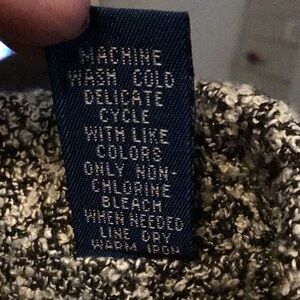 MACHINE
WASH COLD
DELICATE
CYCLE
WITH LIKE
COLORS
ONLY NON-
CHLORINE
BLEACH
WHEN NEEDED
LINE DRY
WARM IRON